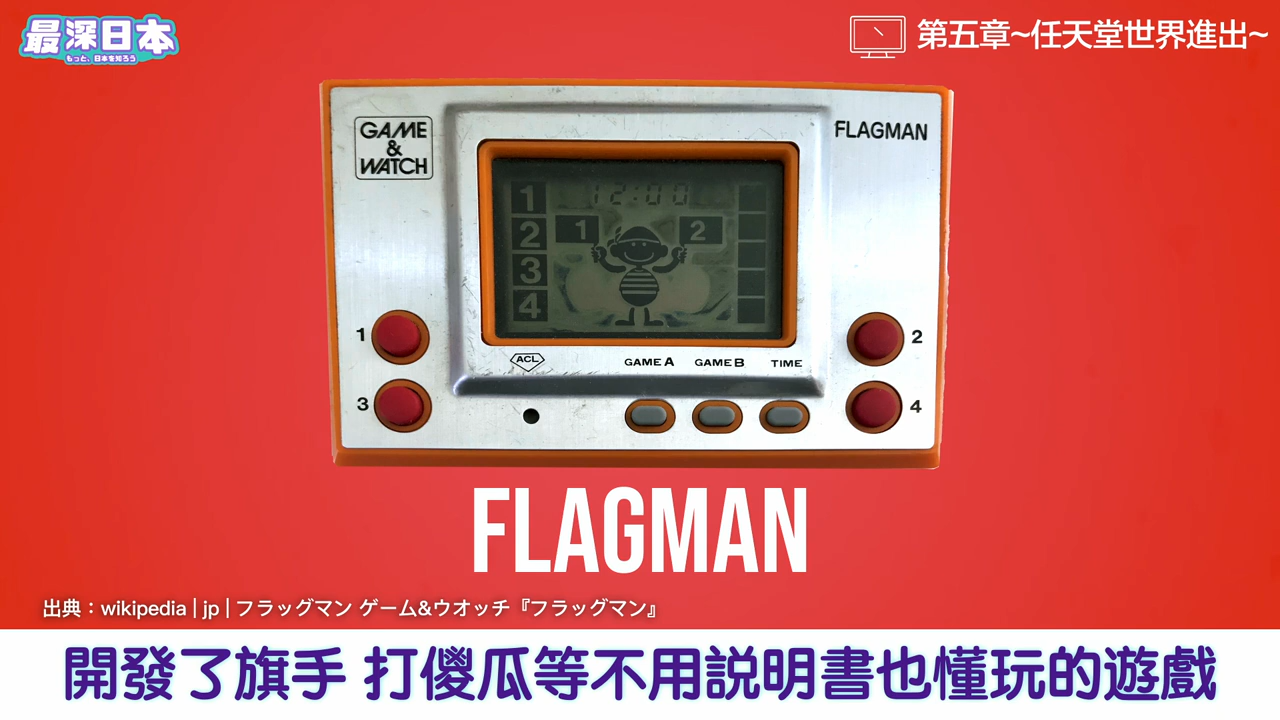 最深日本
もっと、日本を知ろう
第五章~任天堂世界進出~
GAME
&
WATCH
FLAGMAN
12:00
1
2
3
4
1
2
1
2
3
4
ACL
GAME A
GAME B
TIME
FLAGMAN
出典：wikipedia | jp | フラッグマン ゲーム&ウオッチ『フラッグマン』
開發了旗手 打傻瓜等不用説明書也懂玩的遊戲